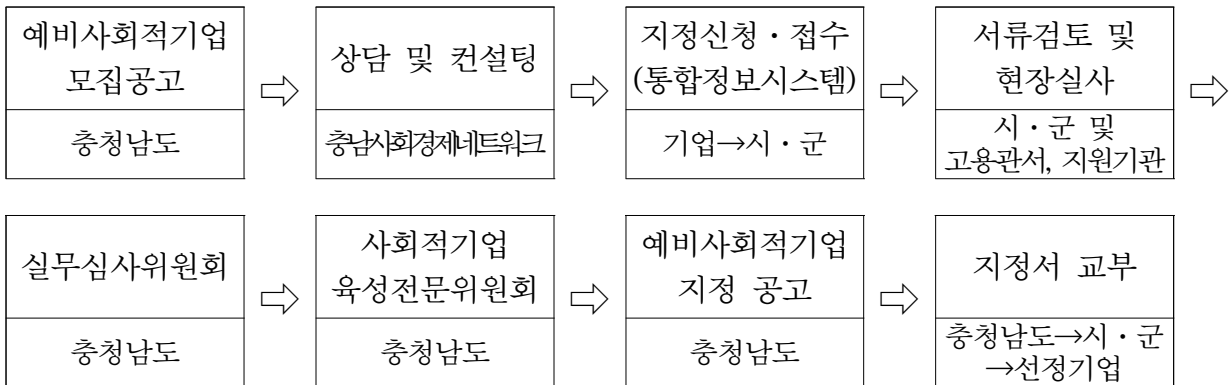 예비사회적기업
모집공고
충청남도
⇨
상담 및 컨설팅
충남사회경제네트워크
⇨
지정신청・접수
(통합정보시스템)
기업→시・군
⇨
서류검토 및
현장실사
시・군 및
고용관서, 지원기관
⇨
실무심사위원회
충청남도
⇨
사회적기업
육성전문위원회
충청남도
⇨
예비사회적기업
지정 공고
충청남도
⇨
지정서 교부
충청남도→시・군
→선정기업